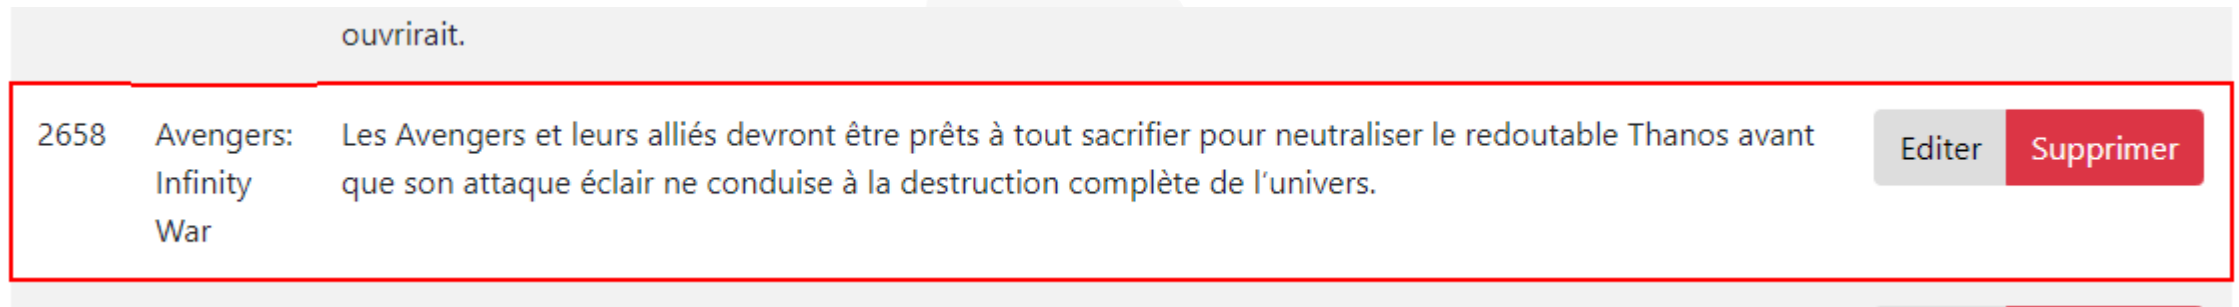 ouvrirait.
2658
Avengers:
Infinity
War
Les Avengers et leurs alliés devront être prêts à tout sacrifier pour neutraliser le redoutable Thanos avant
que son attaque éclair ne conduise à la destruction complète de l’univers.
Editer
Supprimer